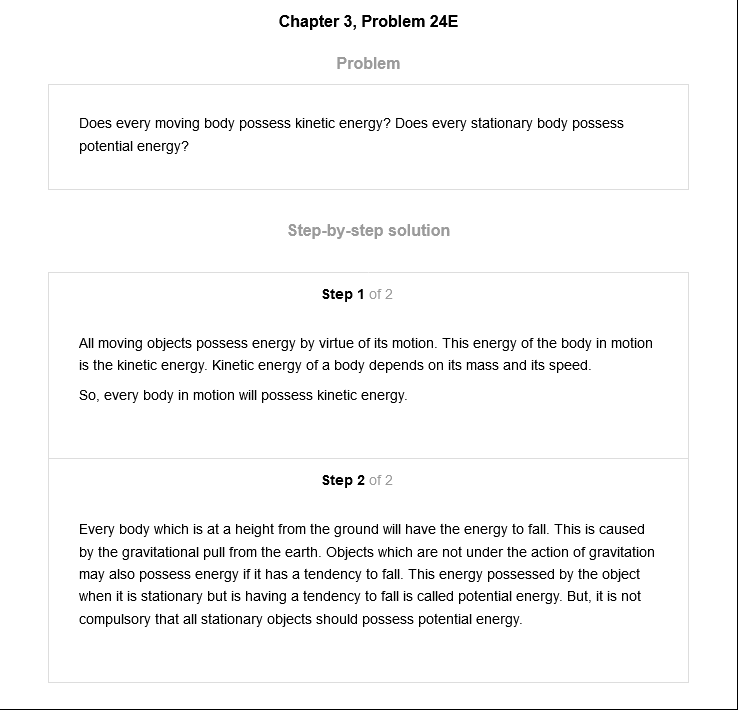 Chapter 3, Problem 24E
Problem
Does every moving body possess kinetic energy? Does every stationary body possess
potential energy?
Step-by-step solution
Step 1 of 2
All moving objects possess energy by virtue of its motion. This energy of the body in motion
is the kinetic energy. Kinetic energy of a body depends on its mass and its speed.
So, every body in motion will possess kinetic energy.
Step 2 of 2
Every body which is at a height from the ground will have the energy to fall. This is caused
by the gravitational pull from the earth. Objects which are not under the action of gravitation
may also possess energy if it has a tendency to fall. This energy possessed by the object
when it is stationary but is having a tendency to fall is called potential energy. But, it is not
compulsory that all stationary objects should possess potential energy.